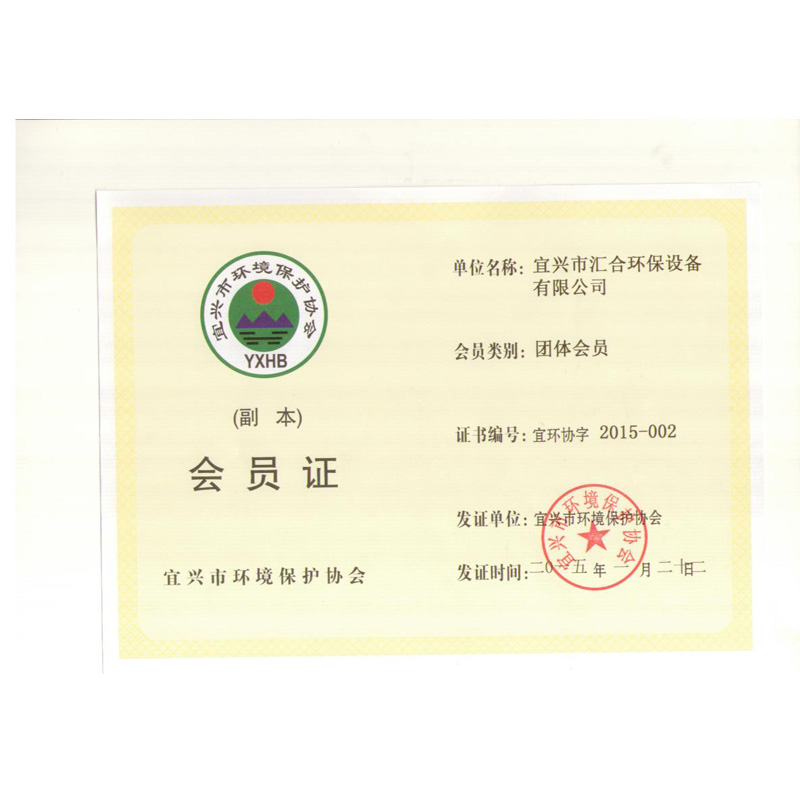 宜兴市环境保护协会
YXHB
(副 本)
会员证
宜兴市环境保护协会
单位名称：宜兴市汇合环保设备
有限公司
会员类别：团体会员
证书编号：宜环协字 2015-002
发证单位：宜兴市环境保护协会
发证时间：二0一五年一月二十二日
宜兴市环境保护协会